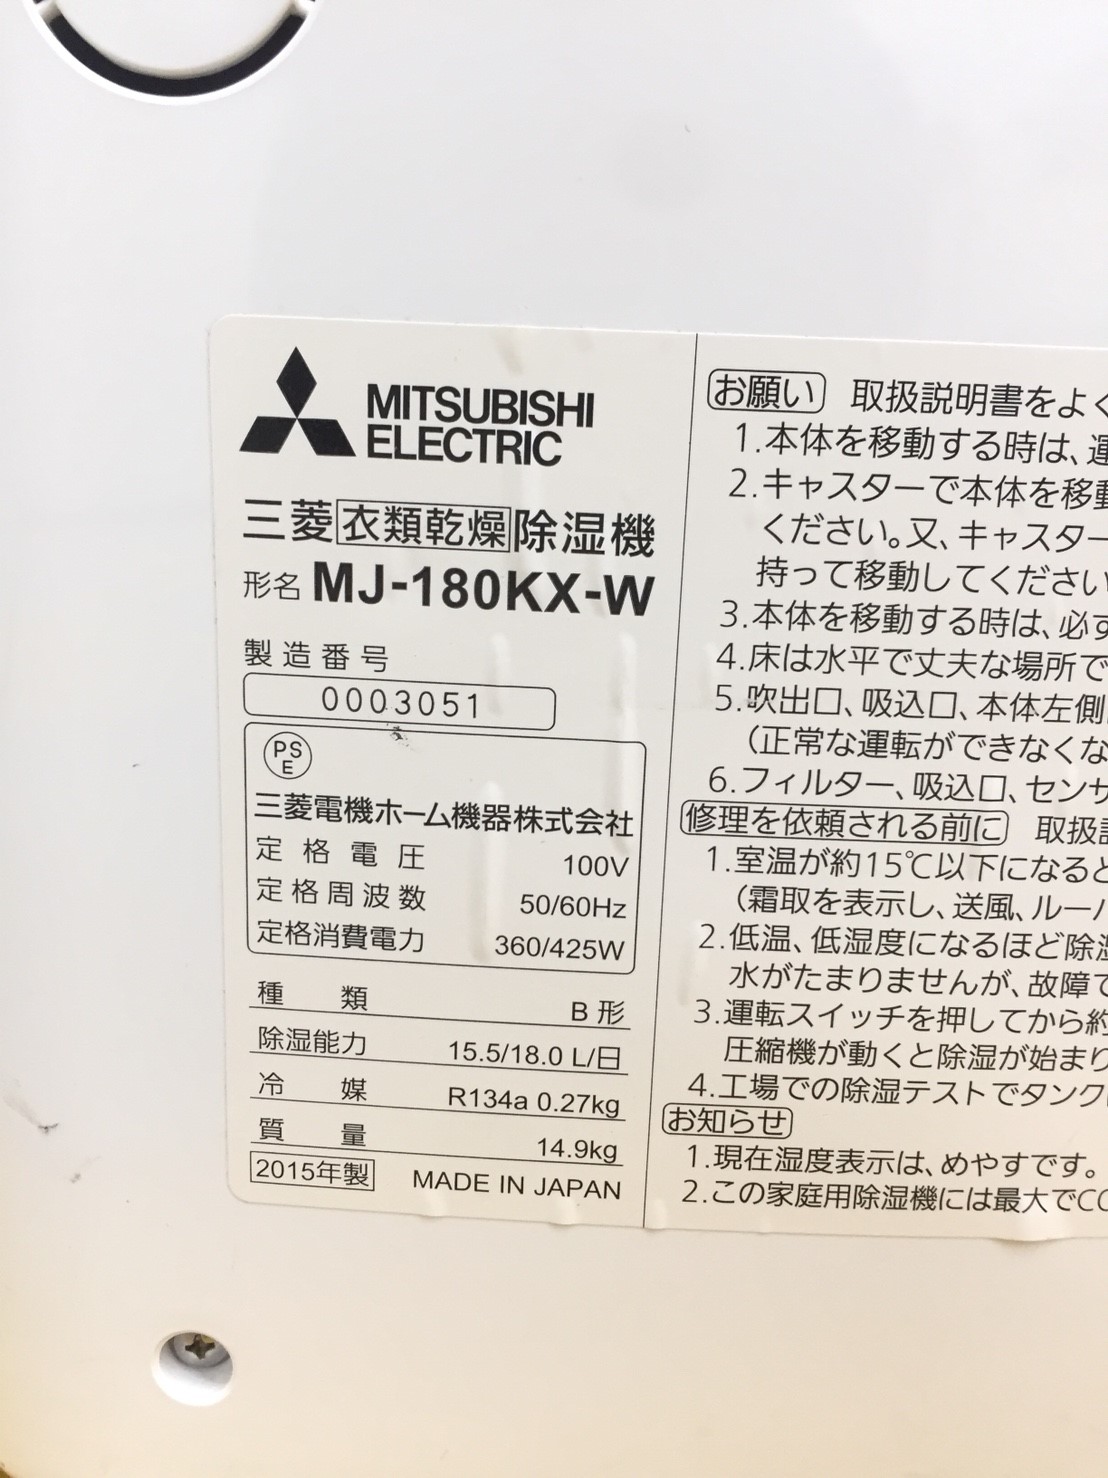 MITSUBISHI
ELECTRIC
三菱衣類乾燥除湿機
形名 MJ-180KX-W
製造番号
0003051
PS
E
三菱電機ホーム機器株式会社
定格電圧 100V
定格周波数 50/60Hz
定格消費電力 360/425W
種類 B形
除湿能力 15.5/18.0 L/日
冷媒 R134a 0.27kg
質量 14.9kg
2015年製 MADE IN JAPAN
お願い 取扱説明書をよく
1.本体を移動する時は、運
2.キャスターで本体を移動
ください。又、キャスター
持って移動してください
3.本体を移動する時は、必ず
4.床は水平で丈夫な場所で
5.吹出口、吸込口、本体左側
(正常な運転ができなくな
6.フィルター、吸込口、センサ
修理を依頼される前に 取扱説
1.室温が約15℃以下になると
(霜取を表示し、送風、ルーバ
2.低温、低湿度になるほど除湿
水がたまりませんが、故障で
3.運転スイッチを押してから約
圧縮機が動くと除湿が始まり
4.工場での除湿テストでタンク
お知らせ
1.現在湿度表示は、めやすです。
2.この家庭用除湿機には最大でCO